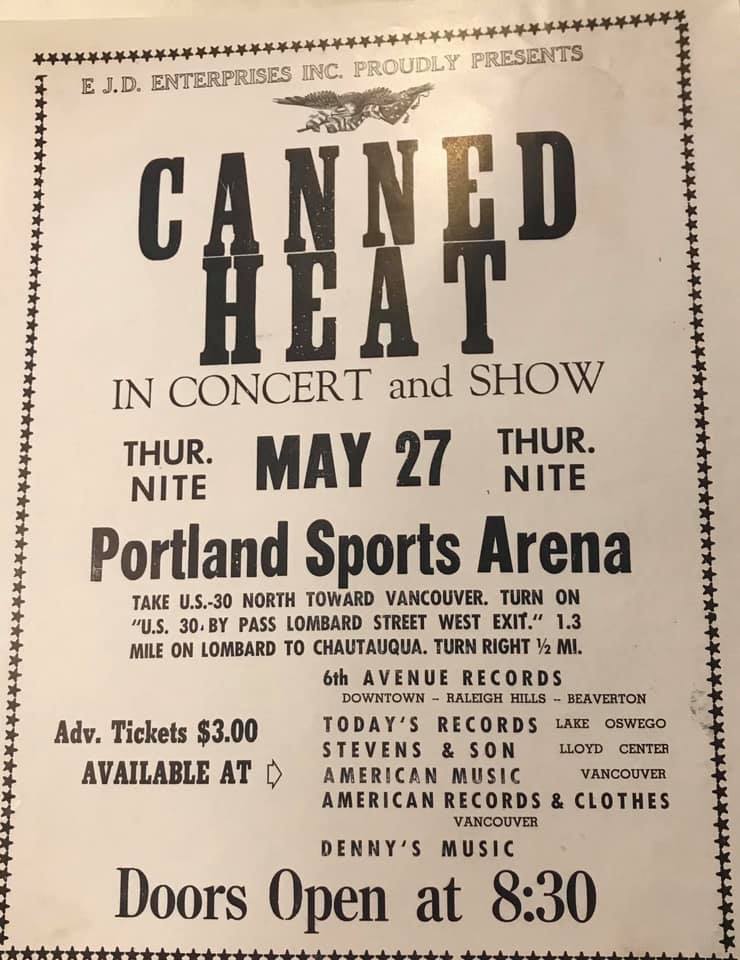 E J.D. ENTERPRISES INC. PROUDLY PRESENTS
CANNED
HEAT
IN CONCERT and SHOW
THUR. NITE MAY 27 THUR. NITE
Portland Sports Arena
TAKE U.S.-30 NORTH TOWARD VANCOUVER. TURN ON
"U.S. 30 BY PASS LOMBARD STREET WEST EXIT." 1.3
MILE ON LOMBARD TO CHAUTAUQUA. TURN RIGHT ½ MI.
Adv. Tickets $3.00
AVAILABLE AT ⇨
6th AVENUE RECORDS
DOWNTOWN -- RALEIGH HILLS -- BEAVERTON
TODAY'S RECORDS LAKE OSWEGO
STEVENS & SON LLOYD CENTER
AMERICAN MUSIC VANCOUVER
AMERICAN RECORDS & CLOTHES
VANCOUVER
DENNY'S MUSIC
Doors Open at 8:30